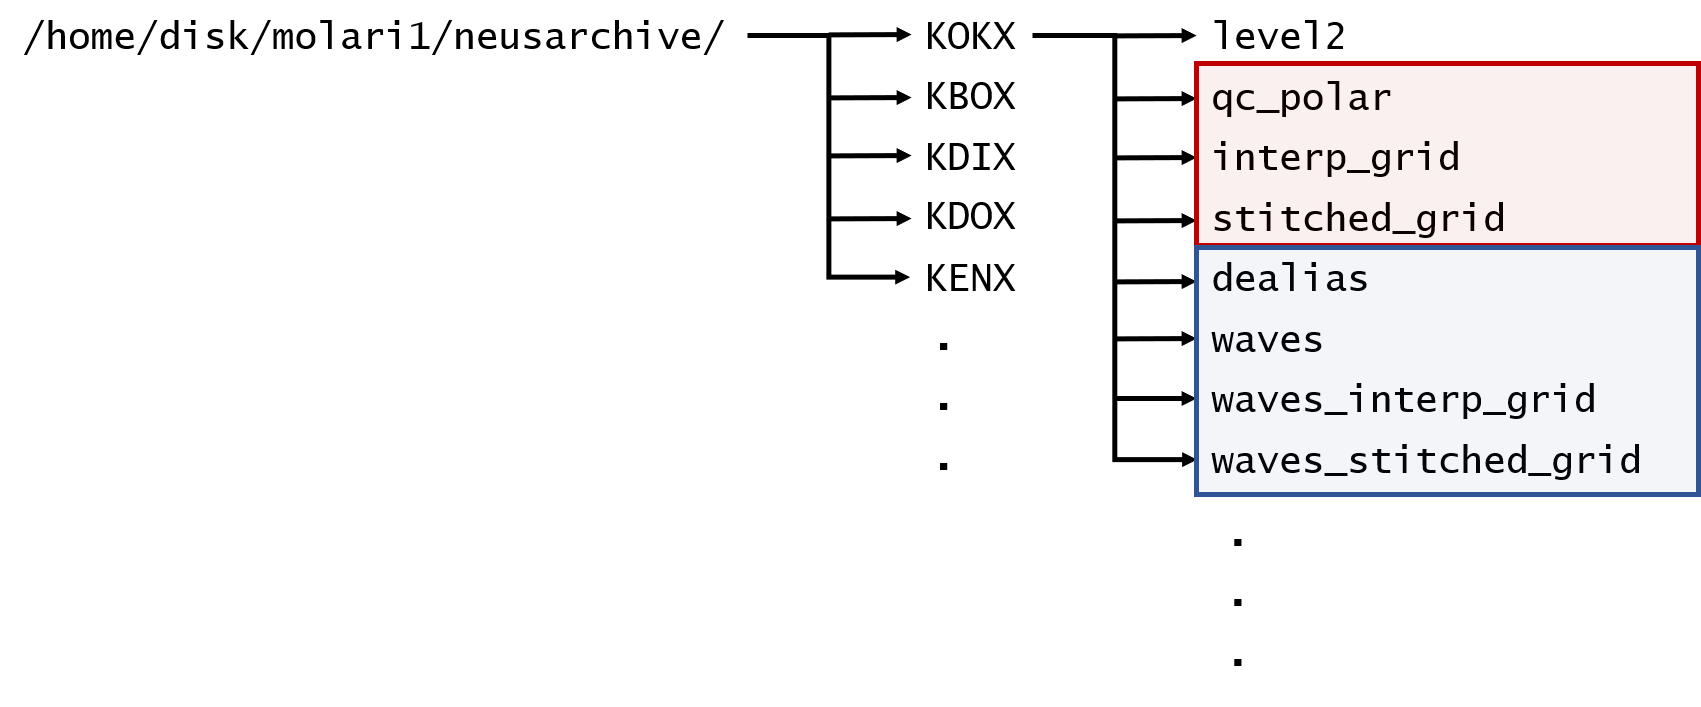 /home/disk/molari1/neusarchive/ KOKX level2
KBOX qc_polar
KDIX interp_grid
KDOX stitched_grid
KENX dealias
. waves
. waves_interp_grid
. waves_stitched_grid
.
.
.